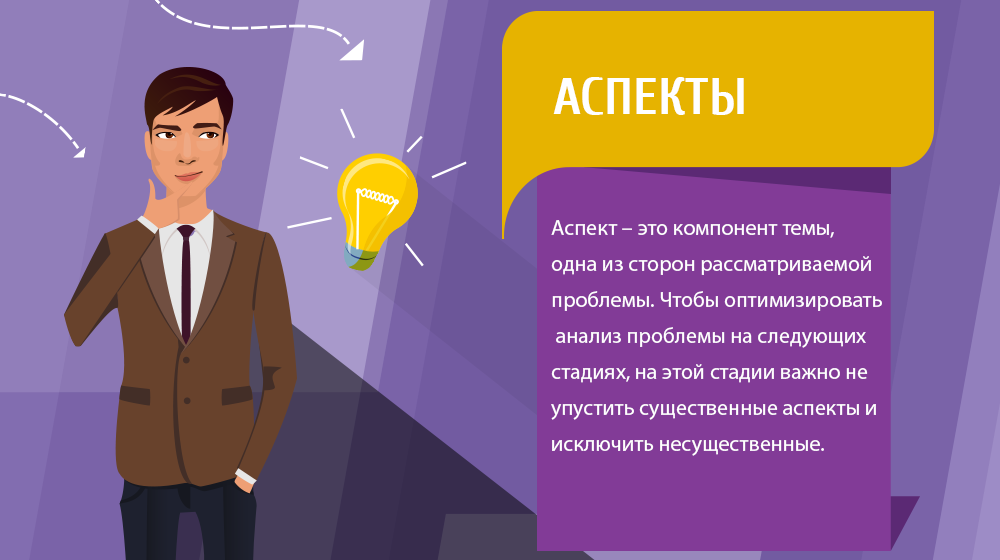 АСПЕКТЫ
Аспект – это компонент темы,
одна из сторон рассматриваемой
проблемы. Чтобы оптимизировать
анализ проблемы на следующих
стадиях, на этой стадии важно не
упустить существенные аспекты и
исключить несущественные.